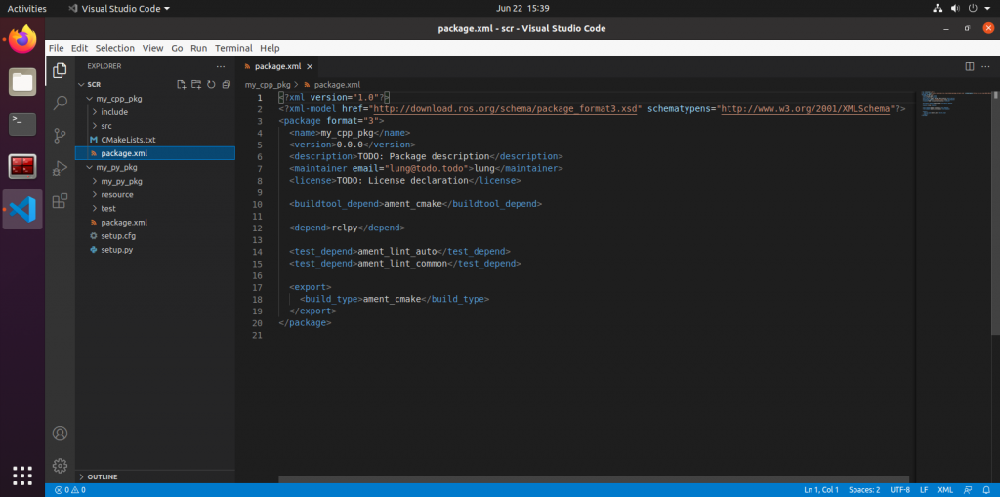 Activities
Visual Studio Code
Jun 22 15:39
package.xml - scr - Visual Studio Code
File Edit Selection View Go Run Terminal Help
EXPLORER
SCR
my_cpp_pkg
include
src
CMakeLists.txt
package.xml
my_py_pkg
my_py_pkg
resource
test
package.xml
setup.cfg
setup.py
OUTLINE
package.xml
my_cpp_pkg > package.xml
1 <?xml version="1.0"?>
2 <?xml-model href="http://download.ros.org/schema/package_format3.xsd" schematypens="http://www.w3.org/2001/XMLSchema"?>
3 <package format="3">
4 <name>my_cpp_pkg</name>
5 <version>0.0.0</version>
6 <description>TODO: Package description</description>
7 <maintainer email="lung@todo.todo">lung</maintainer>
8 <license>TODO: License declaration</license>
9
10 <buildtool_depend>ament_cmake</buildtool_depend>
11
12 <depend>rclpy</depend>
13
14 <test_depend>ament_lint_auto</test_depend>
15 <test_depend>ament_lint_common</test_depend>
16
17 <export>
18 <build_type>ament_cmake</build_type>
19 </export>
20 </package>
21
0 0
Ln 1, Col 1 Spaces: 2 UTF-8 LF XML